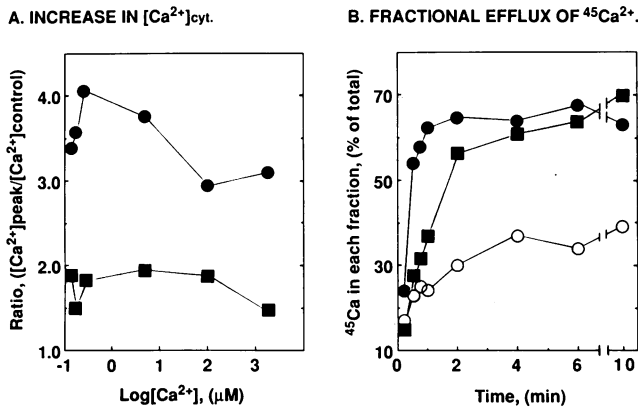 A. INCREASE IN [Ca²⁺]cyt.
Ratio, ([Ca²⁺]peak/[Ca²⁺]control)
4.0
3.0
2.0
1.0
-1 0 1 2 3
Log[Ca²⁺], (μM)
B. FRACTIONAL EFFLUX OF ⁴⁵Ca²⁺.
⁴⁵Ca in each fraction, (% of total)
70
50
30
10
0 2 4 6 10
Time, (min)